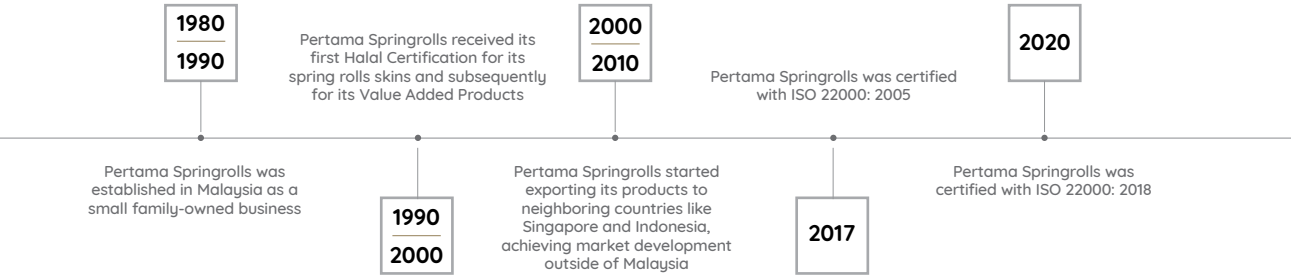 1980
1990
Pertama Springrolls was
established in Malaysia as a
small family-owned business
Pertama Springrolls received its
first Halal Certification for its
spring rolls skins and subsequently
for its Value Added Products
1990
2000
2000
2010
Pertama Springrolls started
exporting its products to
neighboring countries like
Singapore and Indonesia,
achieving market development
outside of Malaysia
Pertama Springrolls was certified
with ISO 22000: 2005
2017
2020
Pertama Springrolls was
certified with ISO 22000: 2018